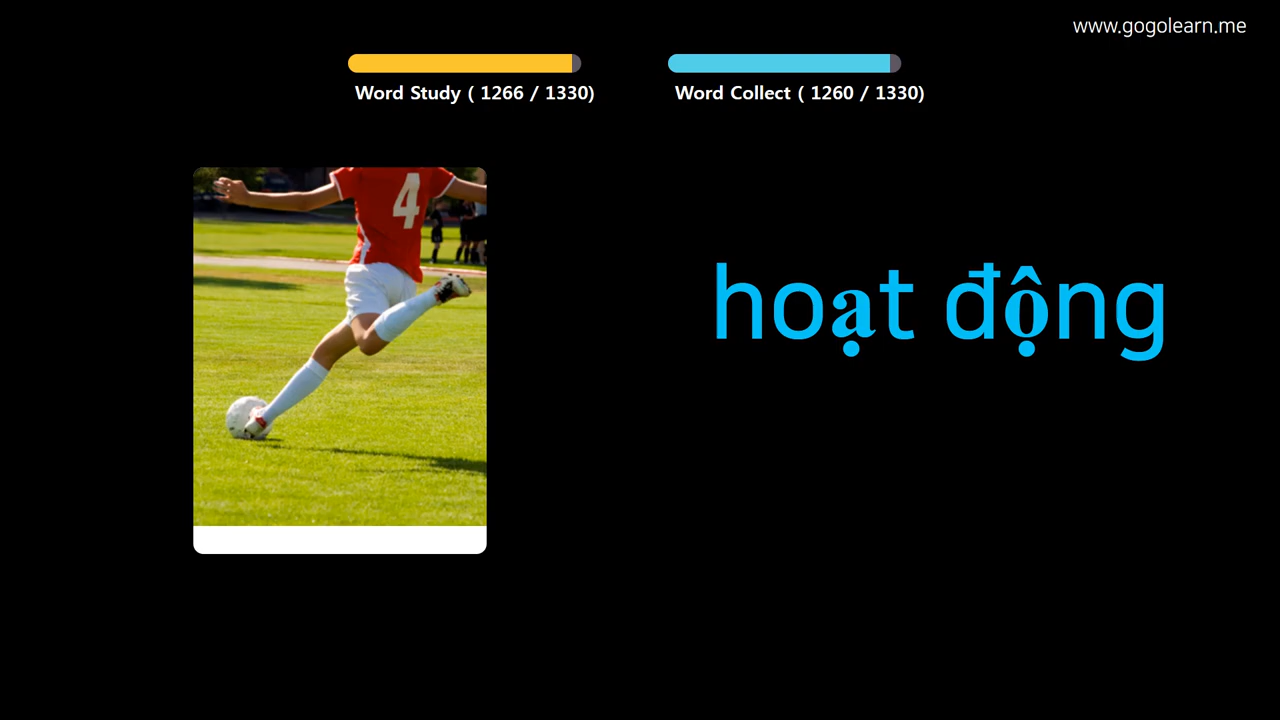 www.gogolearn.me
Word Study ( 1266 / 1330)
Word Collect ( 1260 / 1330)
4
hoạt động